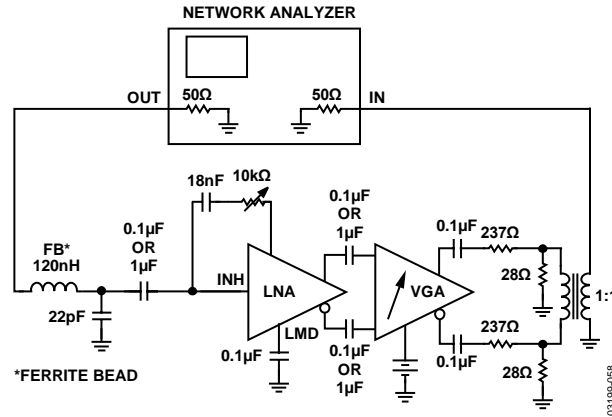 NETWORK ANALYZER
OUT
50Ω
50Ω
IN
18nF
10kΩ
0.1µF
OR
1µF
FB*
120nH
0.1µF
OR
1µF
0.1µF
237Ω
28Ω
INH
LNA
VGA
22pF
LMD
0.1µF
0.1µF
OR
1µF
237Ω
0.1µF
28Ω
*FERRITE BEAD
03199-058